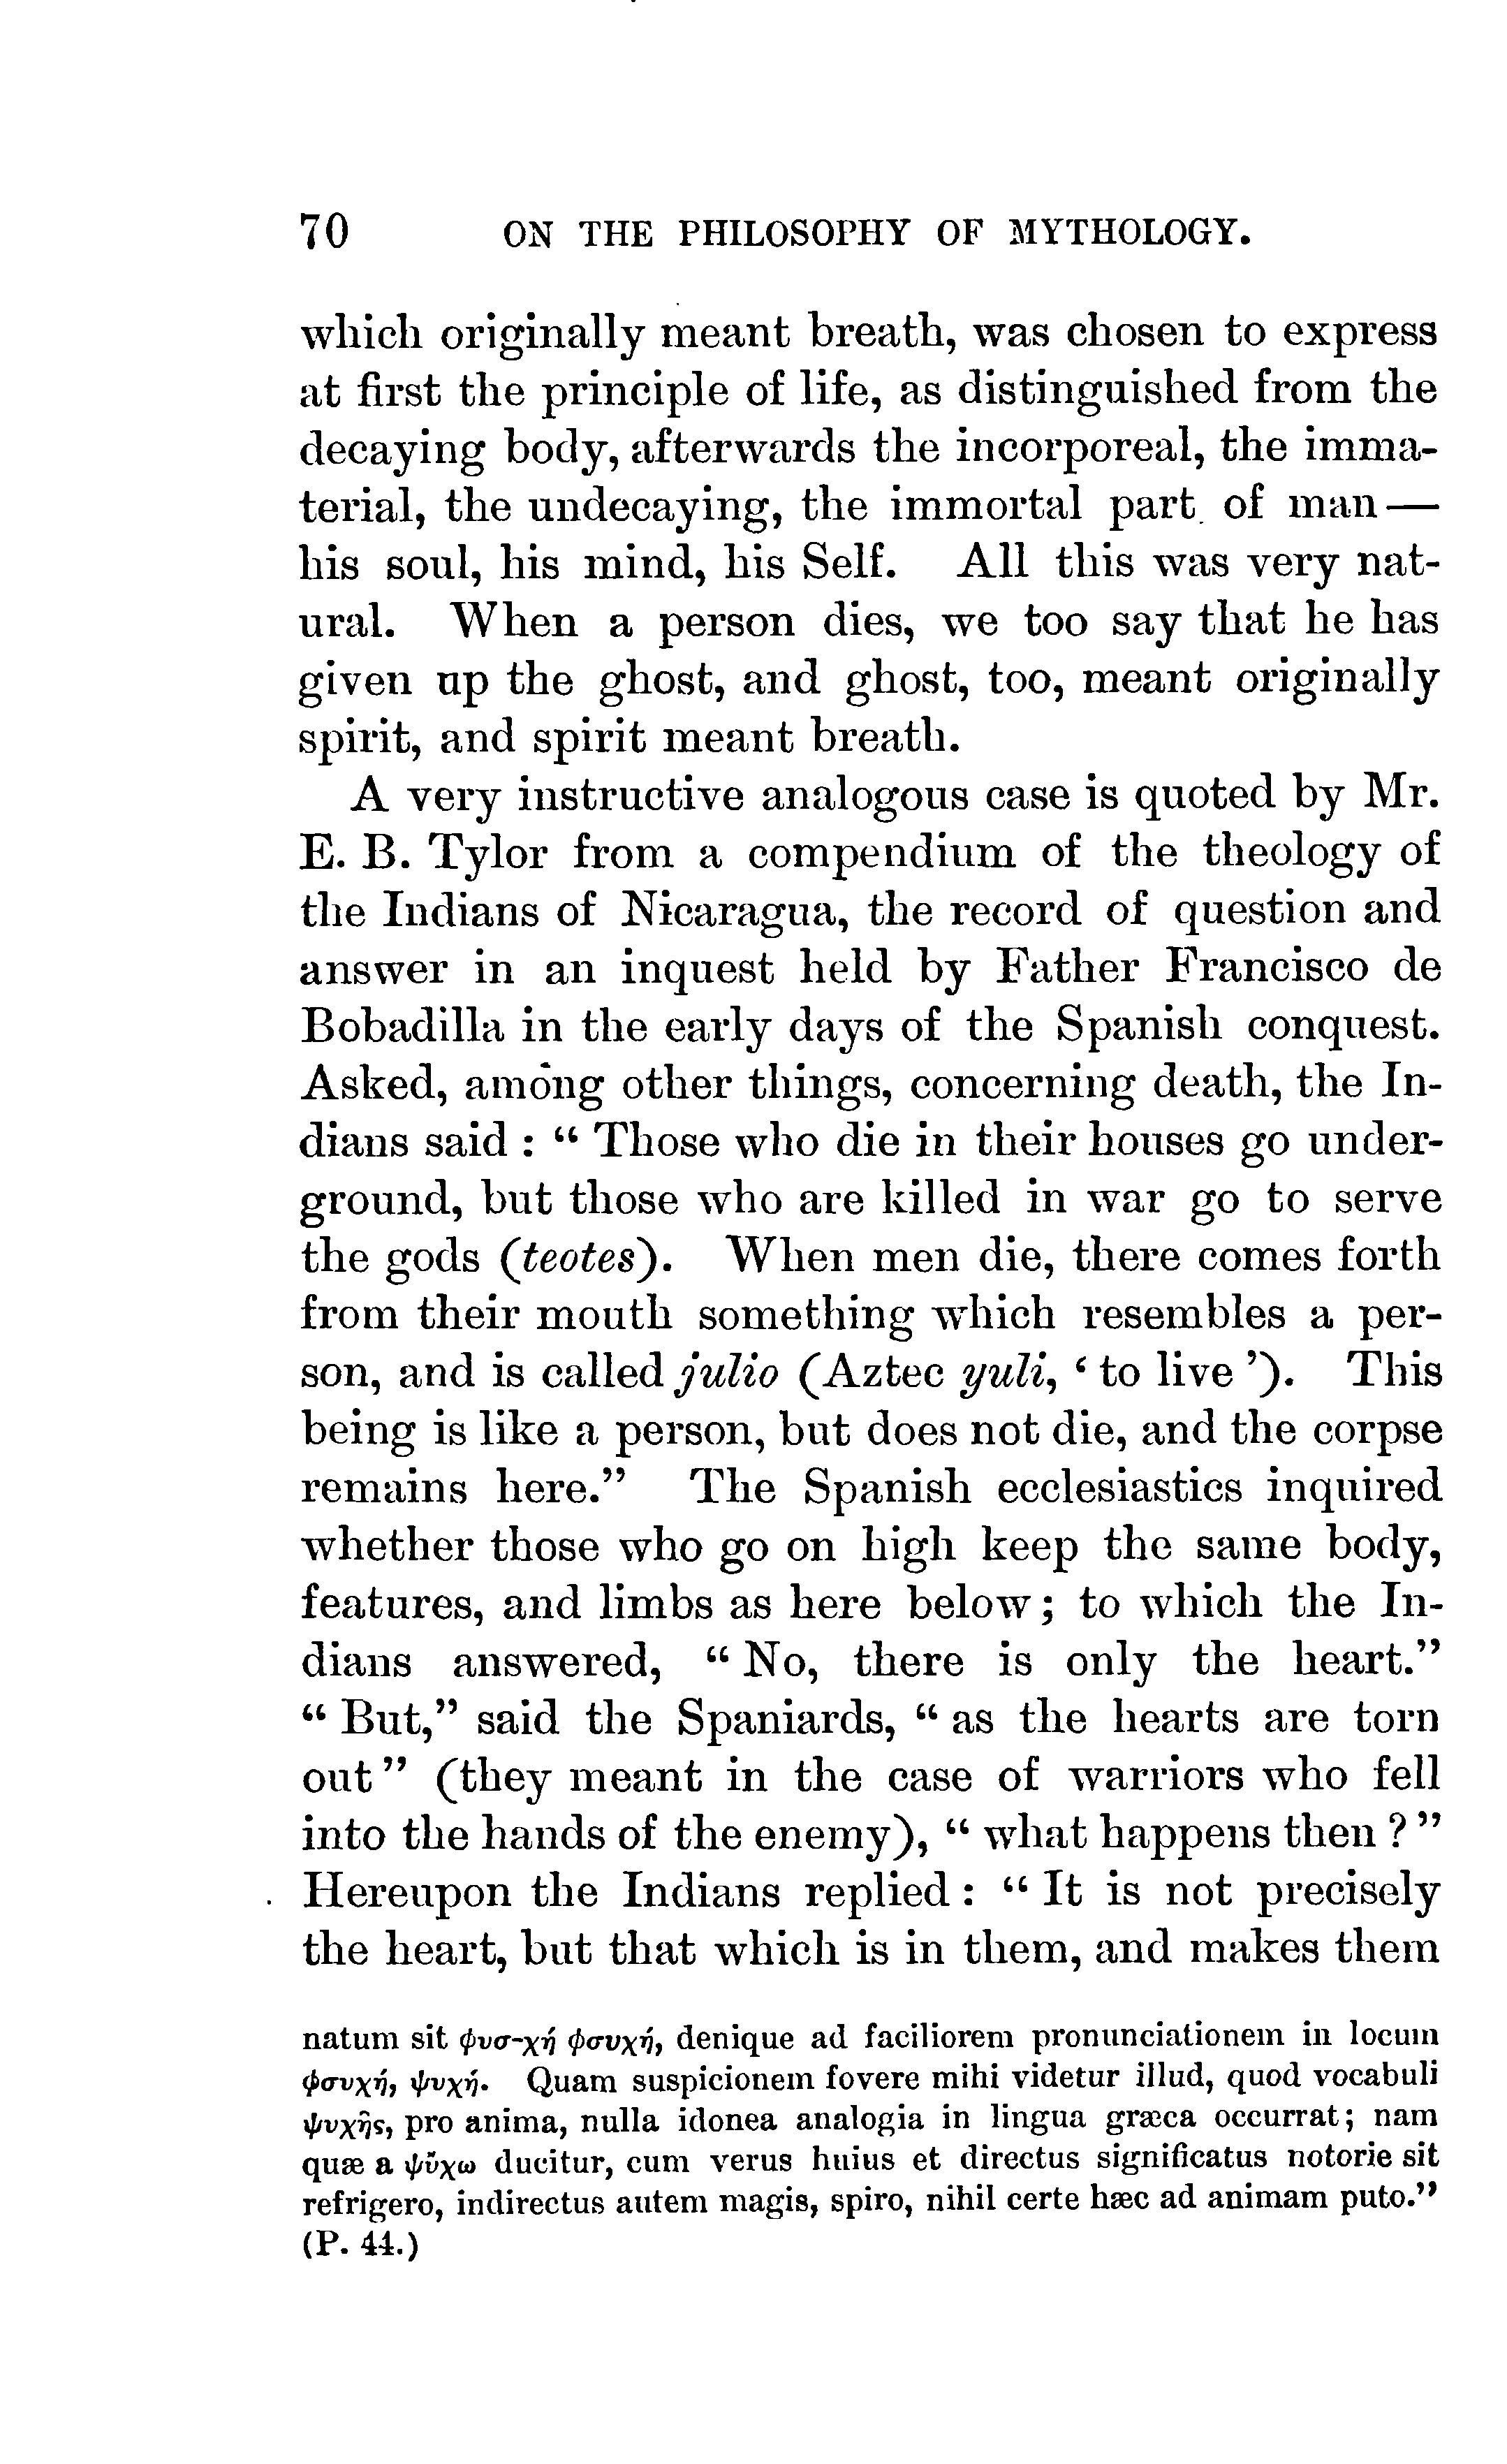 70 ON THE PHILOSOPHY OF MYTHOLOGY.
which originally meant breath, was chosen to express
at first the principle of life, as distinguished from the
decaying body, afterwards the incorporeal, the imma-
terial, the undecaying, the immortal part of man —
his soul, his mind, his Self. All this was very nat-
ural. When a person dies, we too say that he has
given up the ghost, and ghost, too, meant originally
spirit, and spirit meant breath.
A very instructive analogous case is quoted by Mr.
E. B. Tylor from a compendium of the theology of
the Indians of Nicaragua, the record of question and
answer in an inquest held by Father Francisco de
Bobadilla in the early days of the Spanish conquest.
Asked, among other things, concerning death, the In-
dians said : “ Those who die in their houses go under-
ground, but those who are killed in war go to serve
the gods (teotes). When men die, there comes forth
from their mouth something which resembles a per-
son, and is called julio (Aztec yuli, ‘ to live ’). This
being is like a person, but does not die, and the corpse
remains here.” The Spanish ecclesiastics inquired
whether those who go on high keep the same body,
features, and limbs as here below ; to which the In-
dians answered, “ No, there is only the heart.”
“ But,” said the Spaniards, “ as the hearts are torn
out ” (they meant in the case of warriors who fell
into the hands of the enemy), “ what happens then ? ”
Hereupon the Indians replied : “ It is not precisely
the heart, but that which is in them, and makes them
natum sit φυσ-χή φσυχή, denique ad faciliorem pronunciationem in locum
φσυχή, ψυχή. Quam suspicionem fovere mihi videtur illud, quod vocabuli
ψυχῆς, pro anima, nulla idonea analogia in lingua græca occurrat ; nam
quæ a ψύχω ducitur, cum verus huius et directus significatus notorie sit
refrigero, indirectus autem magis, spiro, nihil certe hæc ad animam puto.”
(P. 44.)